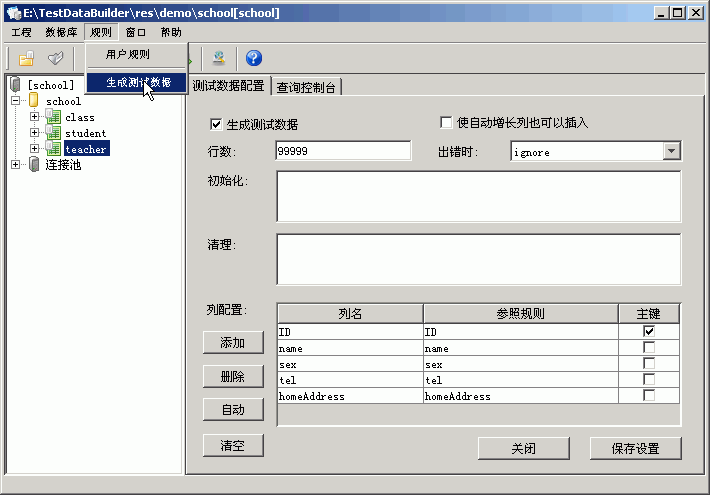 E:\TestDataBuilder\res\demo\school[school]
工程 数据库 规则 窗口 帮助
用户规则
生成测试数据
[school]
school
class
student
teacher
连接池
测试数据配置 查询控制台
生成测试数据 使自动增长列也可以插入
行数: 99999 出错时: ignore
初始化:
清理:
列配置:
列名 参照规则 主键
ID ID
name name
sex sex
tel tel
homeAddress homeAddress
添加
删除
自动
清空
关闭 保存设置